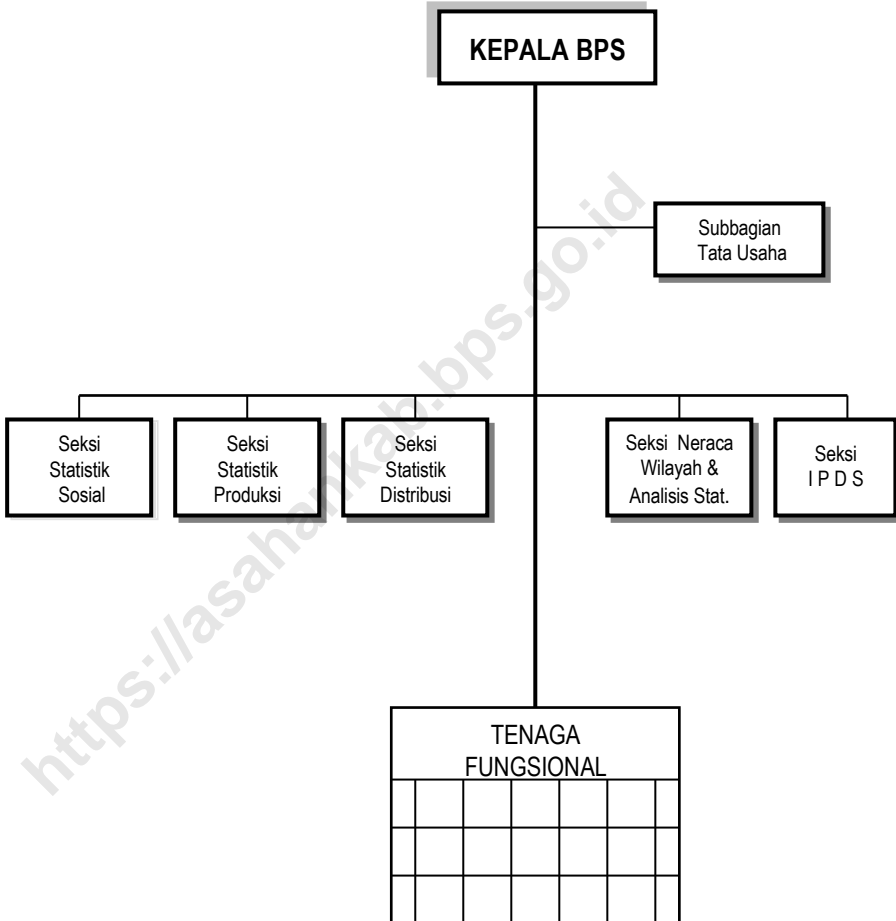 KEPALA BPS
Subbagian
Tata Usaha
Seksi
Statistik
Sosial
Seksi
Statistik
Produksi
Seksi
Statistik
Distribusi
Seksi Neraca
Wilayah &
Analisis Stat.
Seksi
I P D S
TENAGA
FUNGSIONAL
https://asahankab.bps.go.id